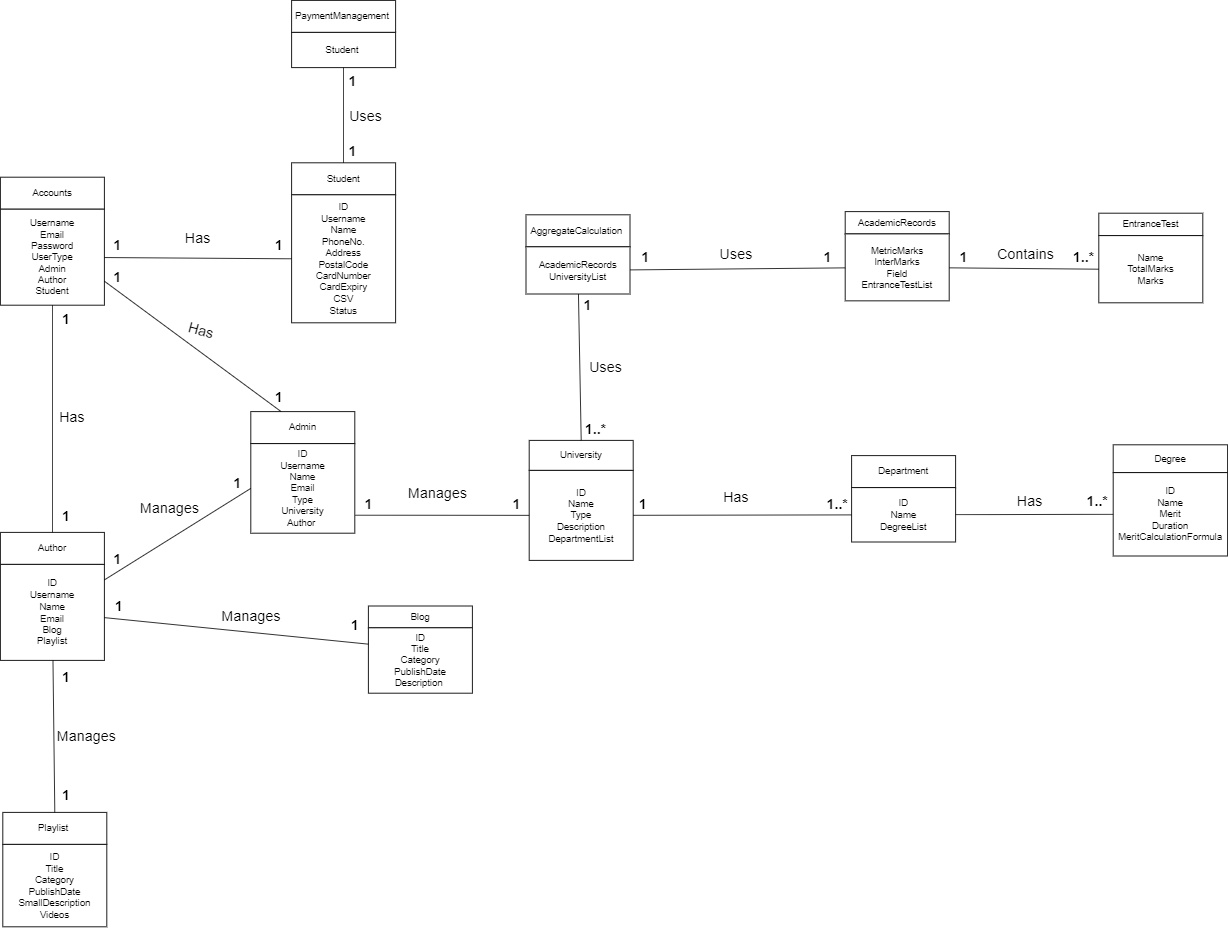 PaymentManagement
Student
1
Uses
1
Student
ID
Username
Name
PhoneNo.
Address
PostalCode
CardNumber
CardExpiry
CSV
Status
Accounts
Username
Email
Password
UserType
Admin
Author
Student
1
Has
1
1
Has
1
1
Has
1
AggregateCalculation
AcademicRecords
UniversityList
1
Uses
1
AcademicRecords
MetricMarks
InterMarks
Field
EntranceTestList
1
Contains
1..*
EntranceTest
Name
TotalMarks
Marks
1
Uses
1..*
Admin
ID
Username
Name
Email
Type
University
Author
1
Manages
1
University
ID
Name
Type
Description
DepartmentList
1
Has
1..*
Department
ID
Name
DegreeList
Has
1..*
Degree
ID
Name
Merit
Duration
MeritCalculationFormula
1
Manages
1
Author
ID
Username
Name
Email
Blog
Playlist
1
Manages
1
Blog
ID
Title
Category
PublishDate
Description
1
Manages
1
Playlist
ID
Title
Category
PublishDate
SmallDescription
Videos